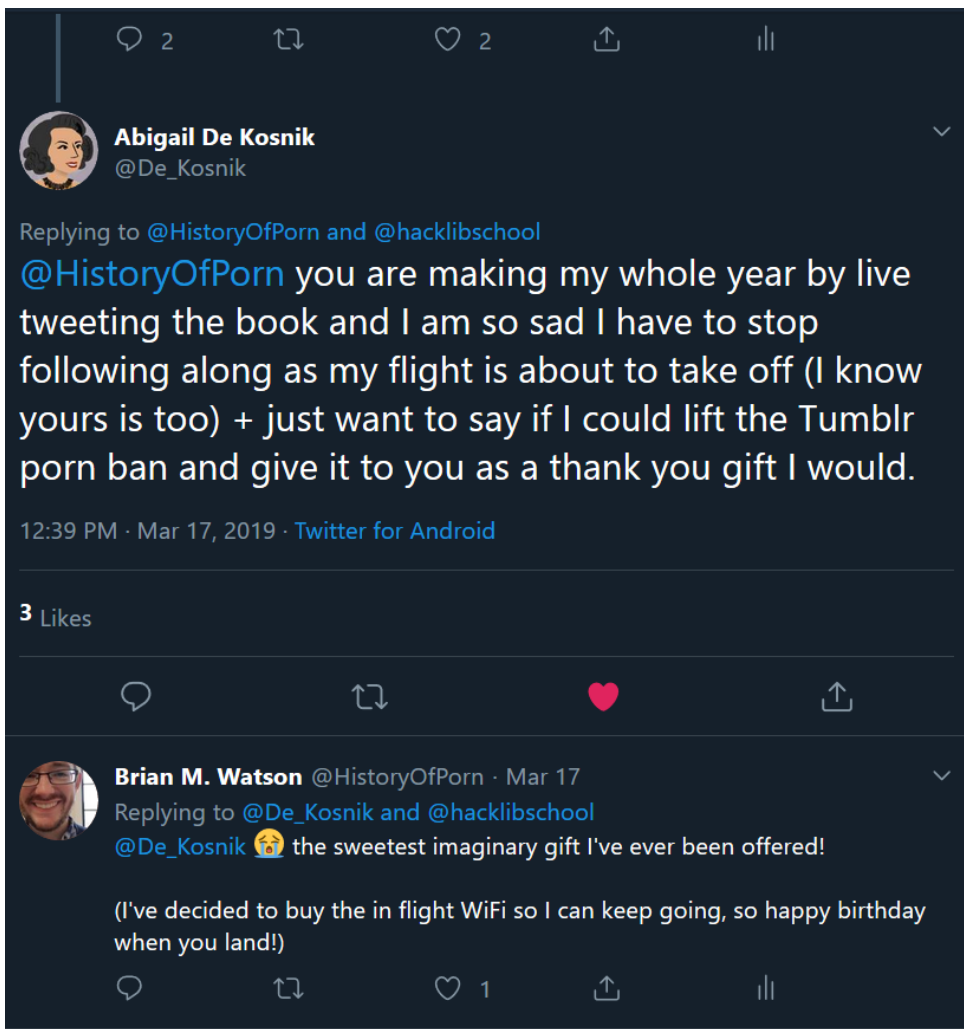 2 2
Abigail De Kosnik
@De_Kosnik
Replying to @HistoryOfPorn and @hacklibschool
@HistoryOfPorn you are making my whole year by live
tweeting the book and I am so sad I have to stop
following along as my flight is about to take off (I know
yours is too) + just want to say if I could lift the Tumblr
porn ban and give it to you as a thank you gift I would.
12:39 PM · Mar 17, 2019 · Twitter for Android
3 Likes
Brian M. Watson @HistoryOfPorn · Mar 17
Replying to @De_Kosnik and @hacklibschool
@De_Kosnik 😭 the sweetest imaginary gift I've ever been offered!
(I've decided to buy the in flight WiFi so I can keep going, so happy birthday
when you land!)
1